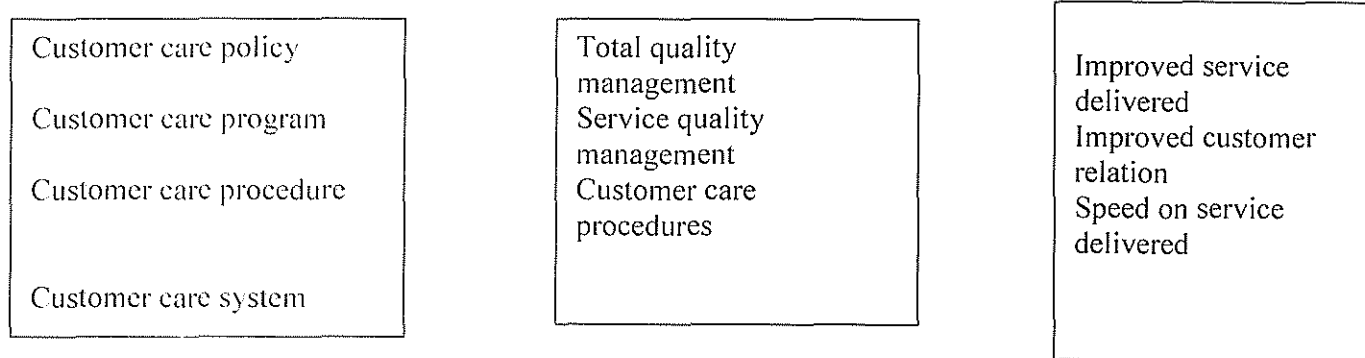 Customer care policy
Customer care program
Customer care procedure
Customer care system
Total quality
management
Service quality
management
Customer care
procedures
Improved service
delivered
Improved customer
relation
Speed on service
delivered